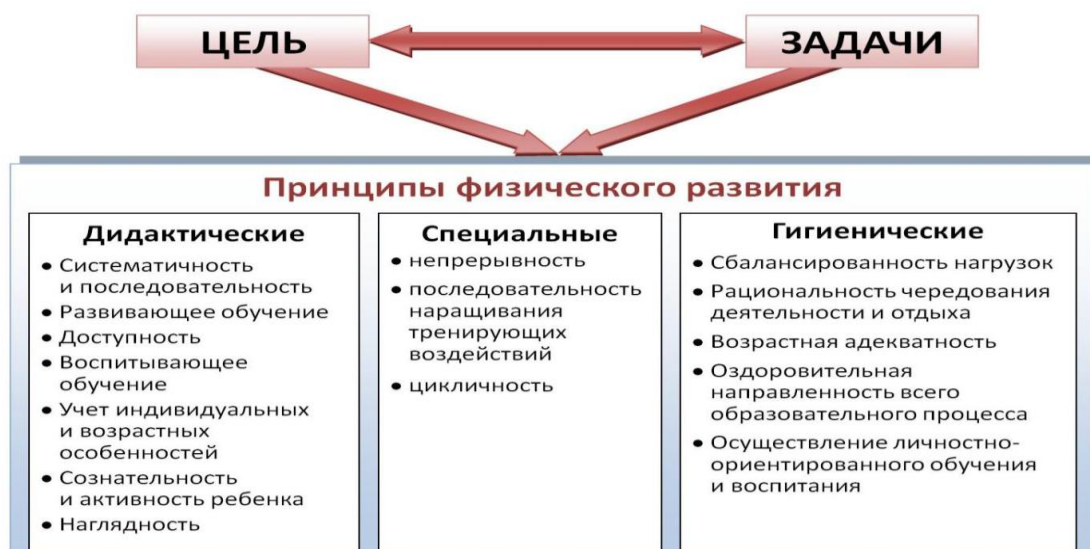 ЦЕЛЬ
ЗАДАЧИ
Принципы физического развития
Дидактические
• Систематичность
и последовательность
• Развивающее обучение
• Доступность
• Воспитывающее
обучение
• Учет индивидуальных
и возрастных
особенностей
• Сознательность
и активность ребенка
• Наглядность
Специальные
• непрерывность
• последовательность
наращивания
тренирующих
воздействий
• цикличность
Гигиенические
• Сбалансированность нагрузок
• Рациональность чередования
деятельности и отдыха
• Возрастная адекватность
• Оздоровительная
направленность всего
образовательного процесса
• Осуществление личностно-
ориентированного обучения
и воспитания